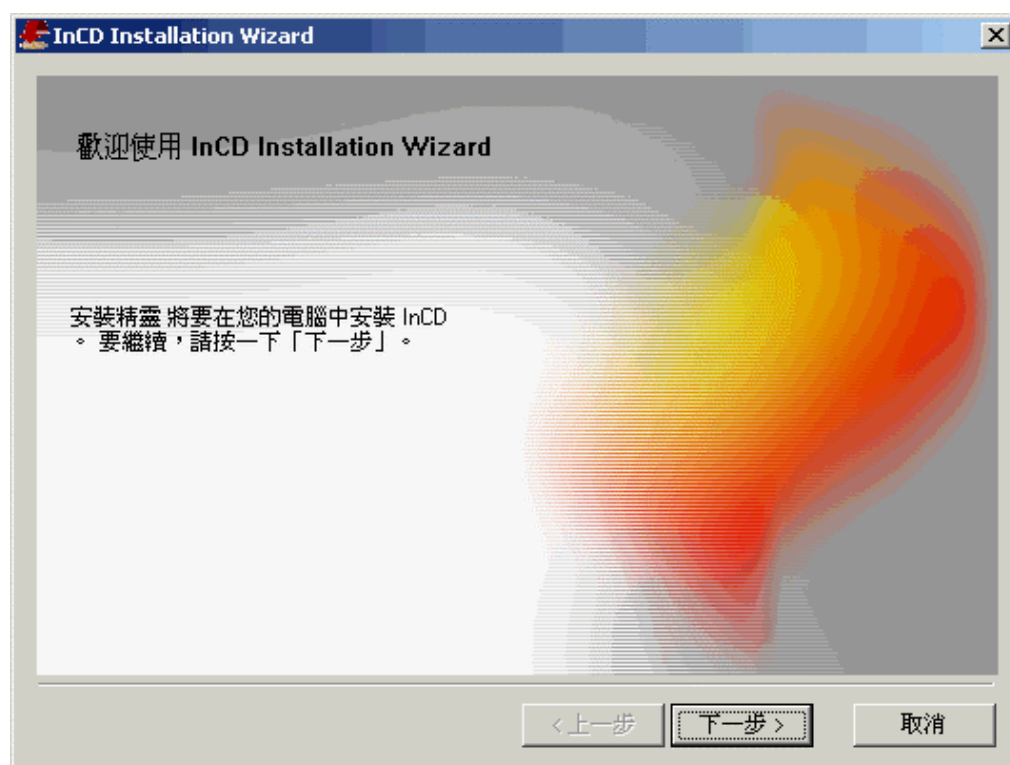 InCD Installation Wizard
歡迎使用 InCD Installation Wizard
安裝精靈 將要在您的電腦中安裝 InCD
。 要繼續，請按一下「下一步」。
<上一步
下一步>
取消